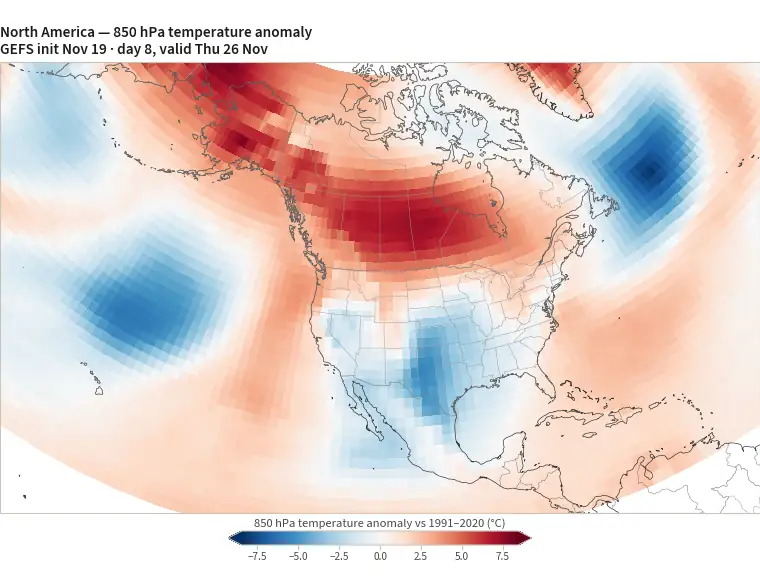 North America — 850 hPa temperature anomaly
GEFS init Nov 19 · day 8, valid Thu 26 Nov
850 hPa temperature anomaly vs 1991–2020 (°C)
−7.5 −5.0 −2.5 0.0 2.5 5.0 7.5